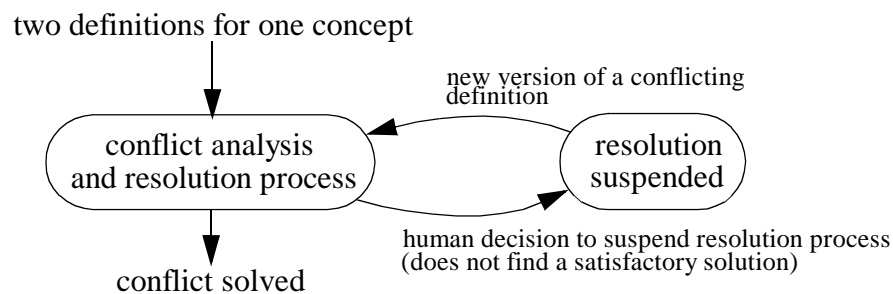 two definitions for one concept
new version of a conflicting
definition
conflict analysis
and resolution process
resolution
suspended
human decision to suspend resolution process
(does not find a satisfactory solution)
conflict solved